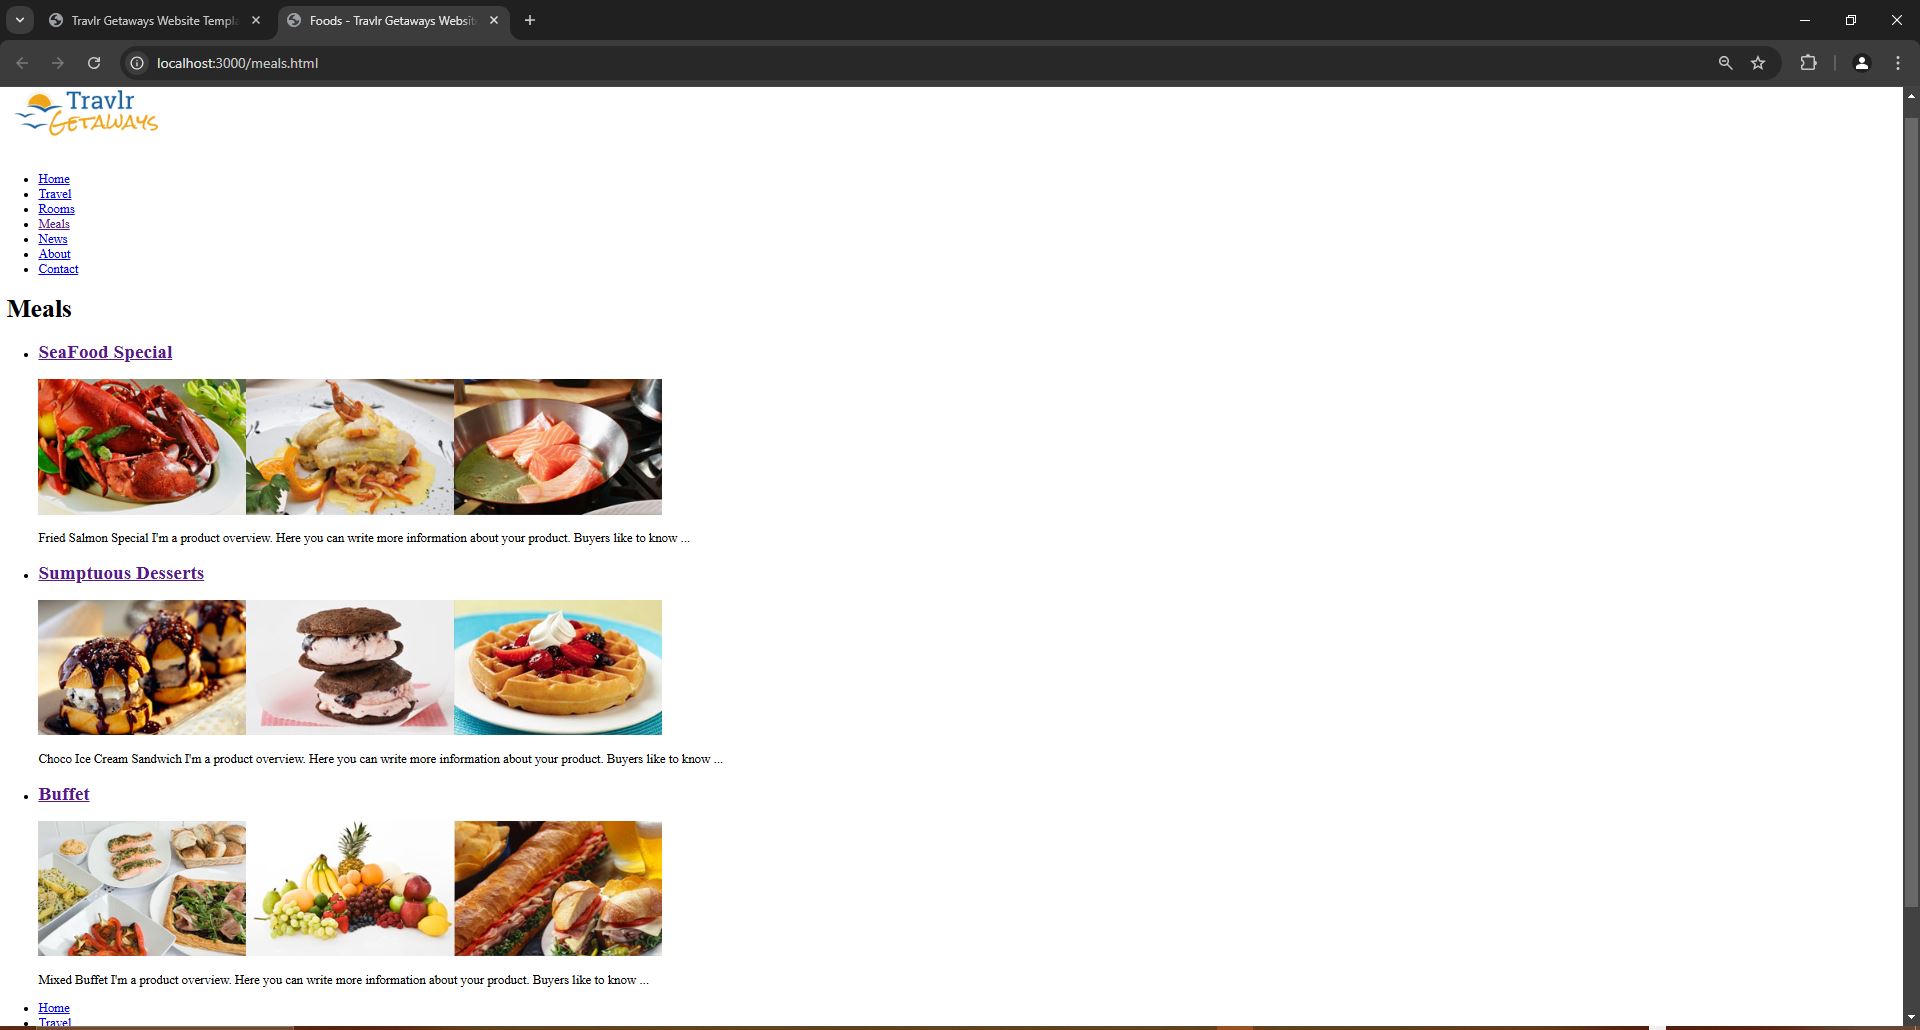 Travlr Getaways Website Templ
Foods - Travlr Getaways Websit
localhost:3000/meals.html
Travlr
GETAWAYS
Home
Travel
Rooms
Meals
News
About
Contact
Meals
SeaFood Special
Fried Salmon Special I'm a product overview. Here you can write more information about your product. Buyers like to know ...
Sumptuous Desserts
Choco Ice Cream Sandwich I'm a product overview. Here you can write more information about your product. Buyers like to know ...
Buffet
Mixed Buffet I'm a product overview. Here you can write more information about your product. Buyers like to know ...
Home
Travel